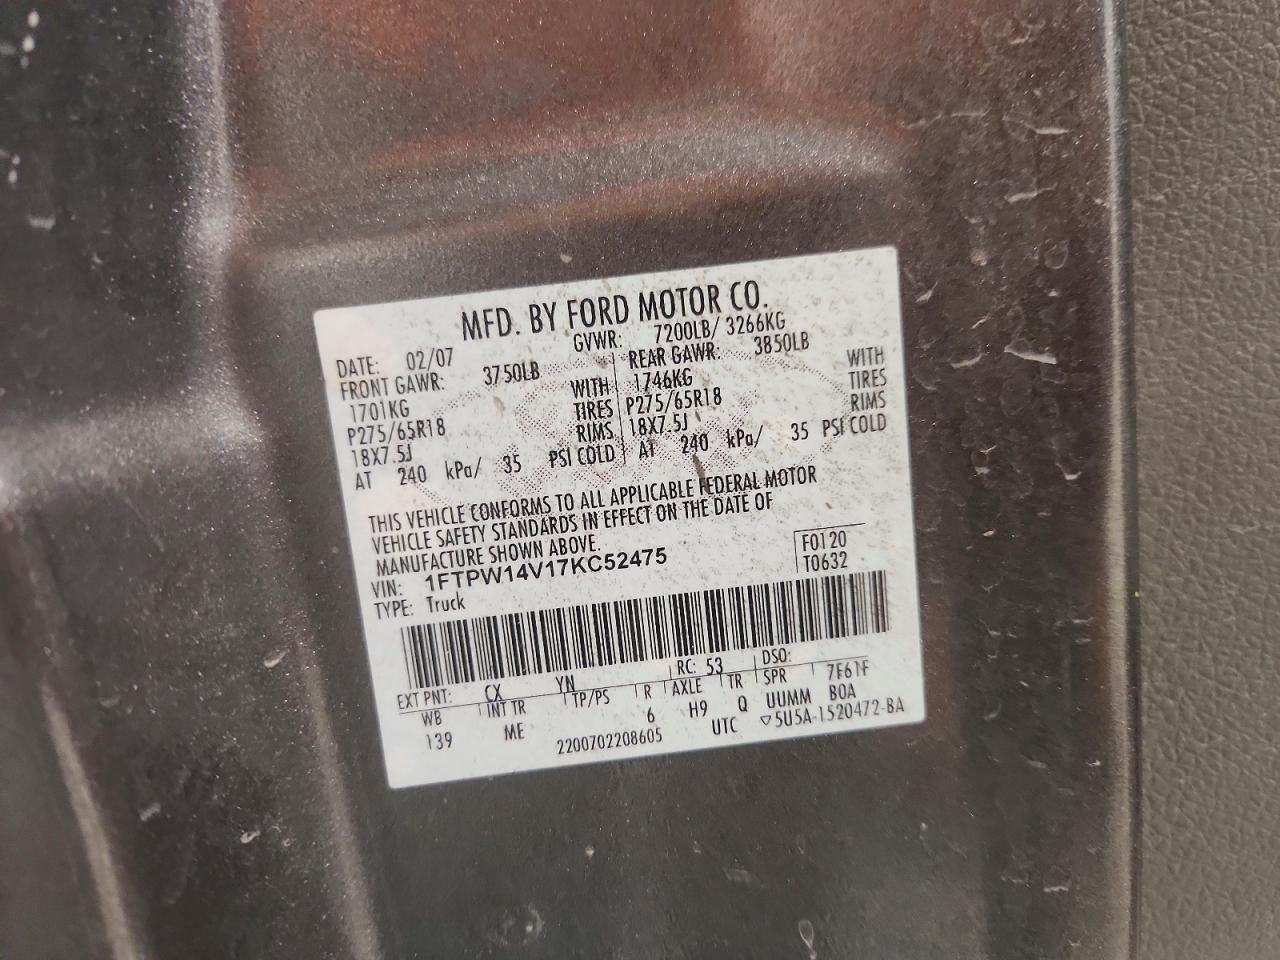 MFD. BY FORD MOTOR CO.
DATE: 02/07 GVWR: 7200LB/ 3266KG
FRONT GAWR: 3750LB REAR GAWR: 3850LB
1701KG WITH 1746KG WITH
P275/65R18 TIRES P275/65R18 TIRES
18X7.5J RIMS 18X7.5J RIMS
AT 240 kPa/ 35 PSI COLD AT 240 kPa/ 35 PSI COLD
THIS VEHICLE CONFORMS TO ALL APPLICABLE FEDERAL MOTOR
VEHICLE SAFETY STANDARDS IN EFFECT ON THE DATE OF
MANUFACTURE SHOWN ABOVE.
VIN: 1FTPW14V17KC52475 F0120
TYPE: Truck T0632
EXT PNT: CX YN RC: 53 DSO: 7F61F
WB INT TR TP/PS R AXLE TR SPR BOA
139 ME 6 H9 Q UUMM
2200702208605 UTC ▽5U5A-1520472-BA